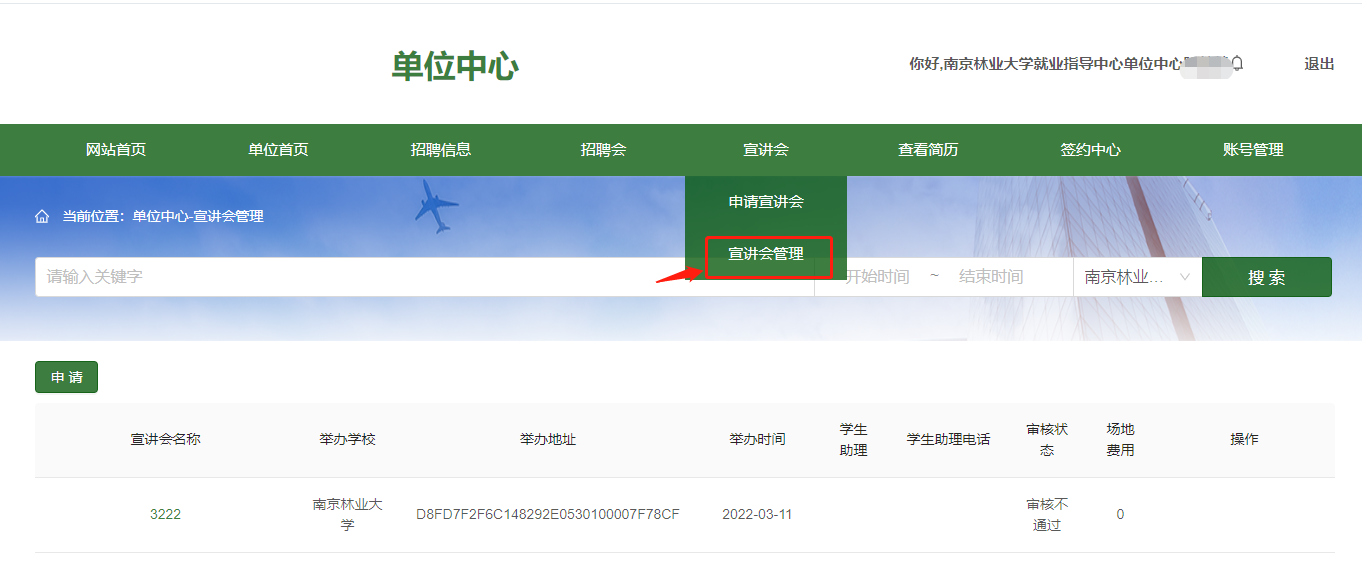 单位中心
你好,南京林业大学就业指导中心单位中心
退出
网站首页 单位首页 招聘信息 招聘会 宣讲会 查看简历 签约中心 账号管理
申请宣讲会
当前位置：单位中心-宣讲会管理
宣讲会管理
请输入关键字 开始时间 ~ 结束时间 南京林业... 搜 索
申 请
宣讲会名称 举办学校 举办地址 举办时间 学生助理 学生助理电话 审核状态 场地费用 操作
3222 南京林业大学 D8FD7F2F6C148292E0530100007F78CF 2022-03-11 审核不通过 0